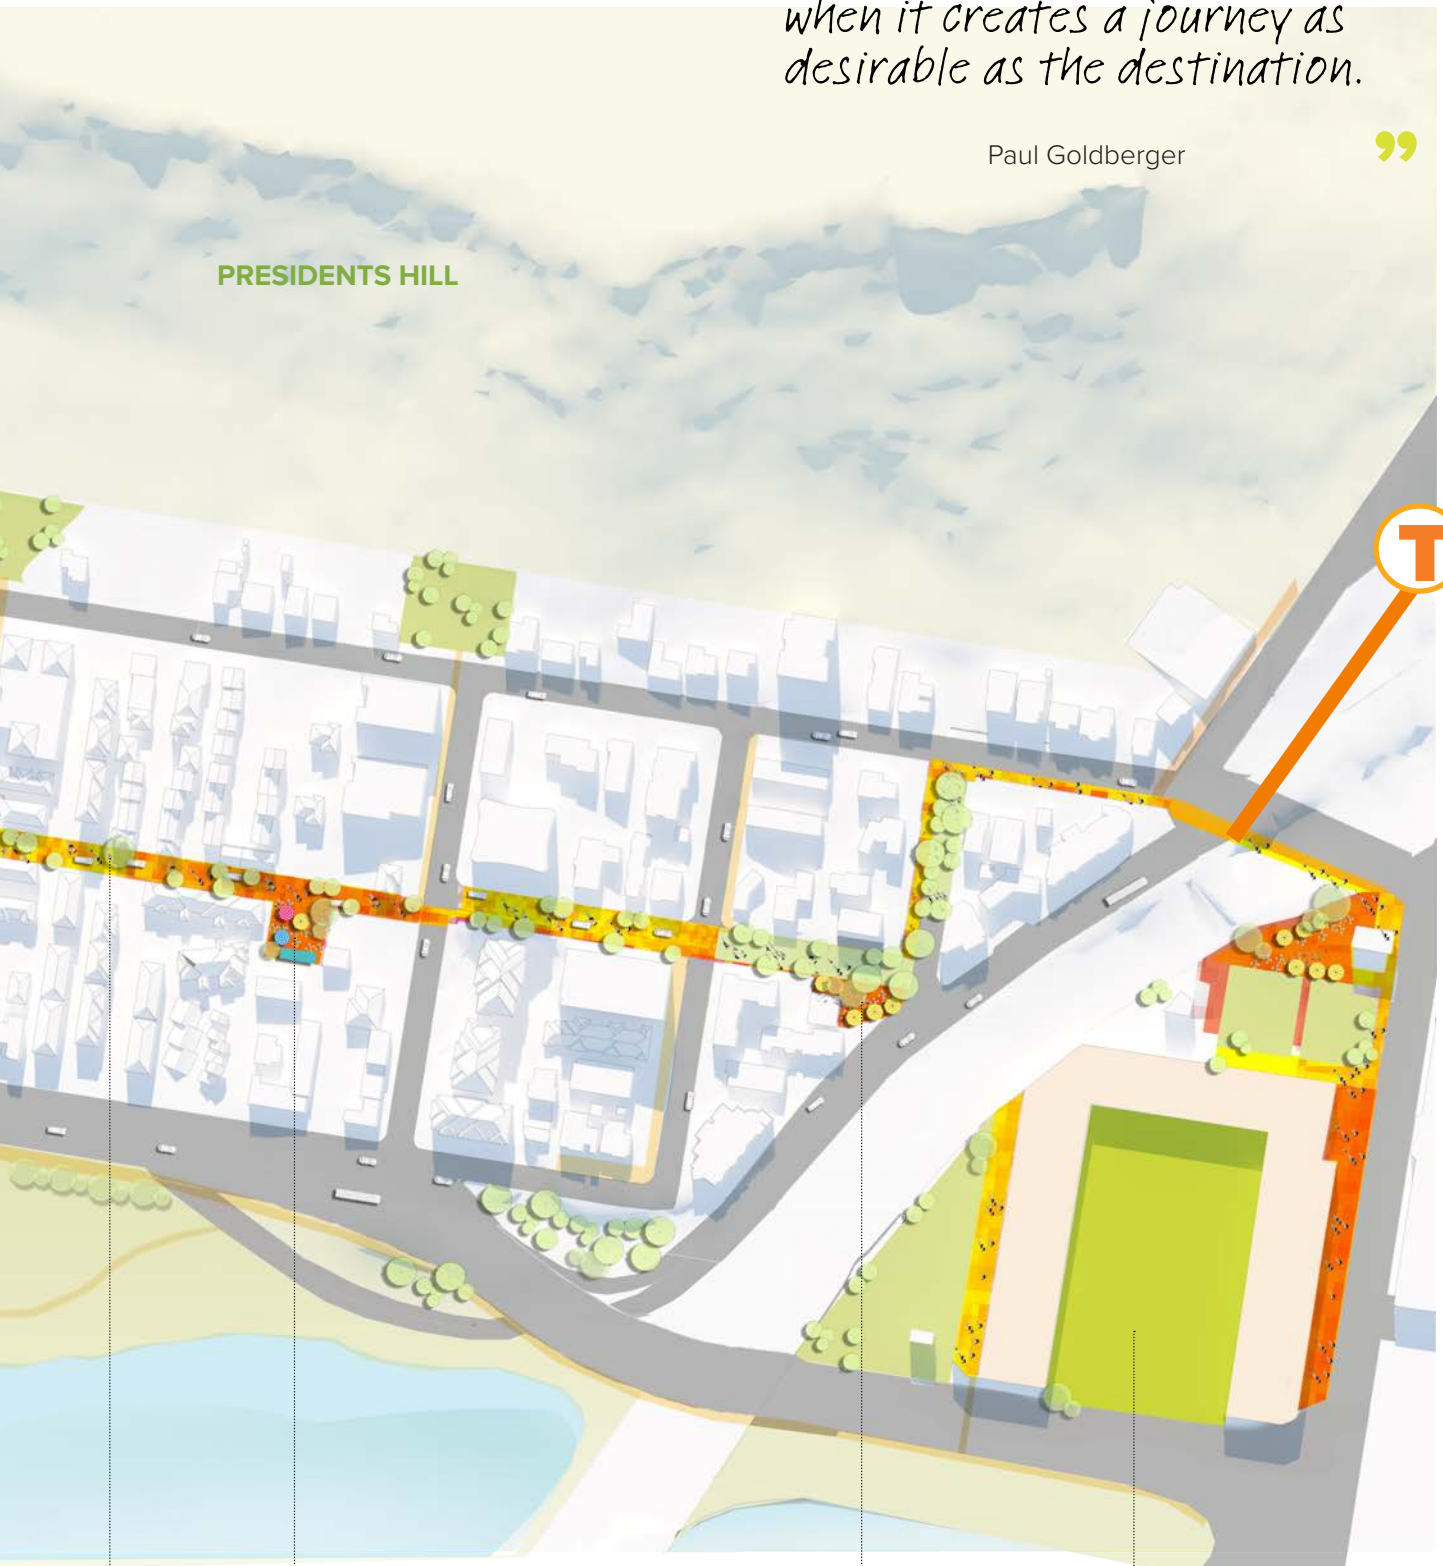 when it creates a journey as
desirable as the destination.
Paul Goldberger
”
PRESIDENTS HILL
T